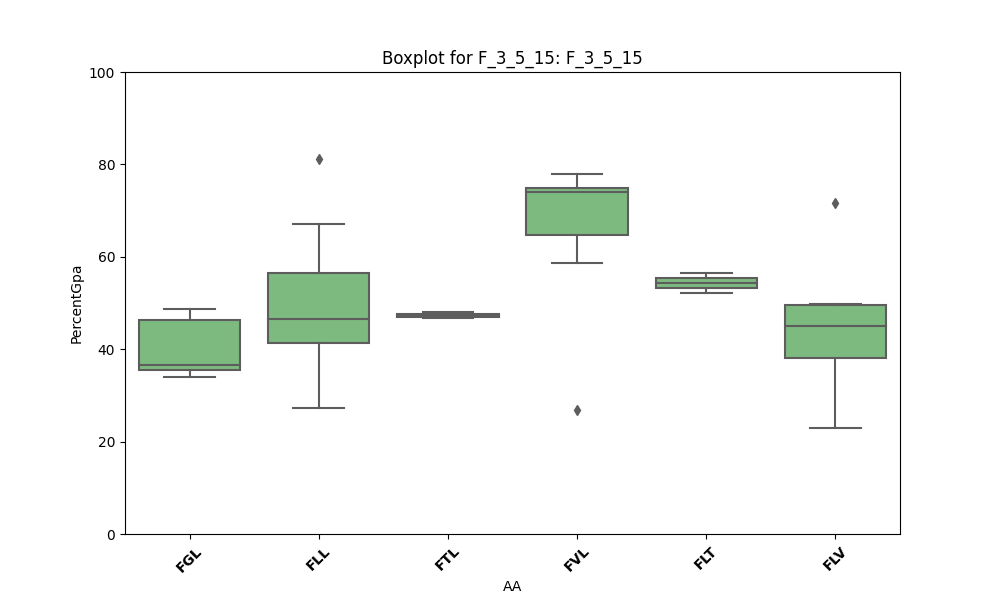 Boxplot for F_3_5_15: F_3_5_15
100
80
60
40
20
0
PercentGpa
FGL
FLL
FTL
FVL
FLT
FLV
AA